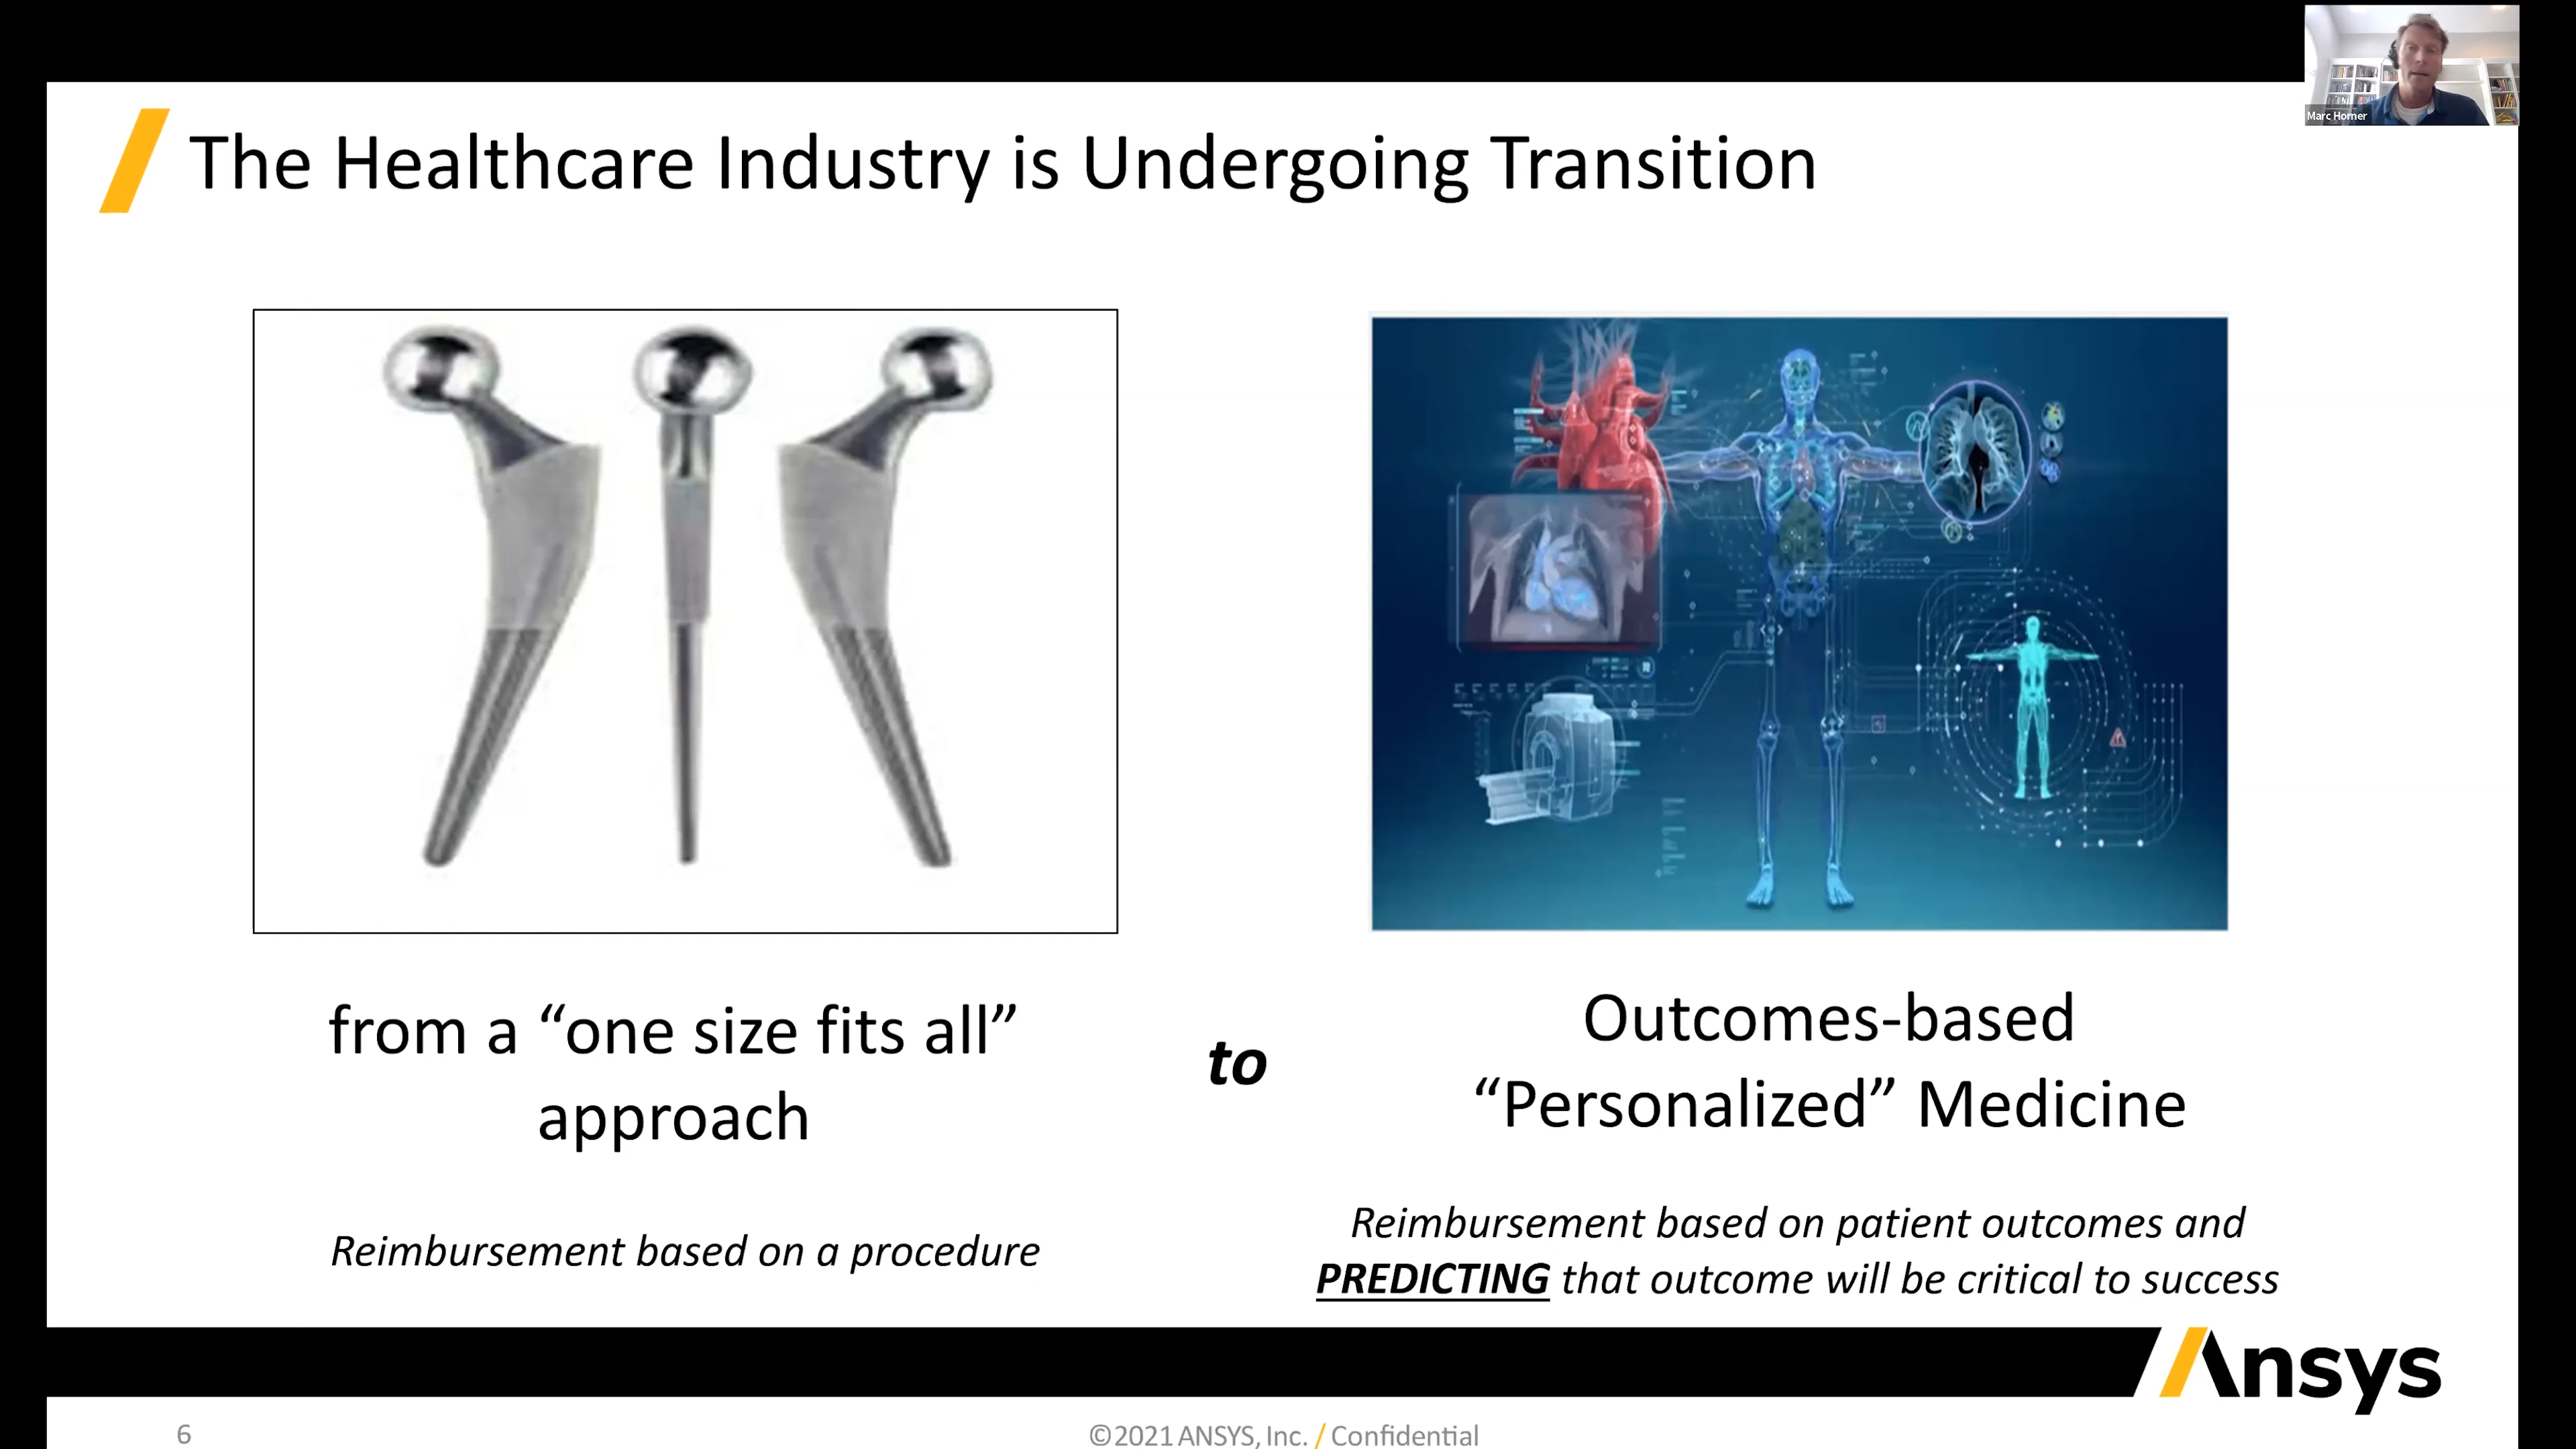 Marc Horner
The Healthcare Industry is Undergoing Transition
from a “one size fits all”
approach
to
Outcomes-based
“Personalized” Medicine
Reimbursement based on a procedure
Reimbursement based on patient outcomes and
PREDICTING that outcome will be critical to success
Ansys
6
©2021 ANSYS, Inc. / Confidential